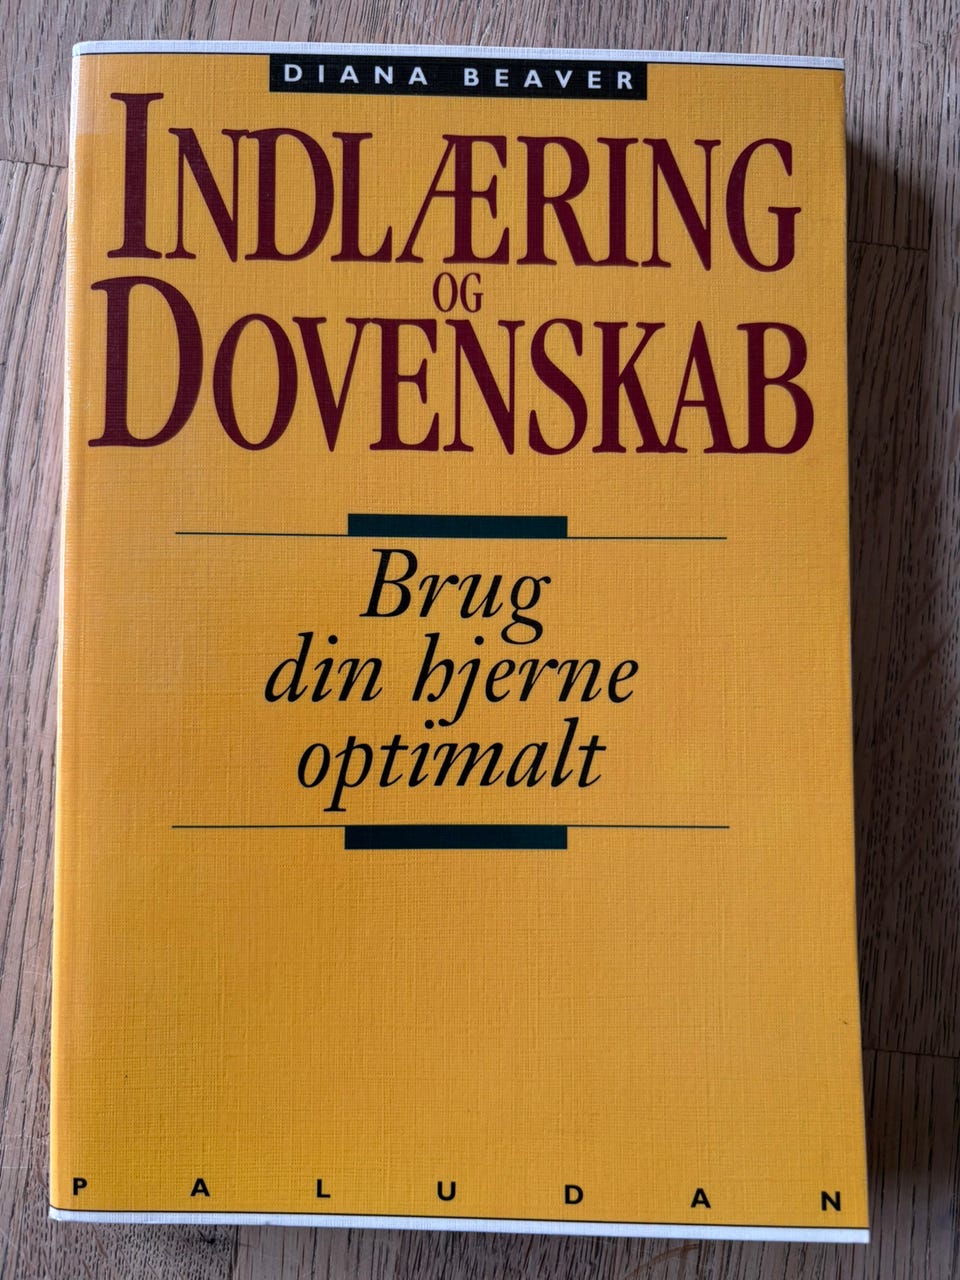 DIANA BEAVER
INDLÆRING
OG
DOVENSKAB
Brug
din hjerne
optimalt
PALUDAN